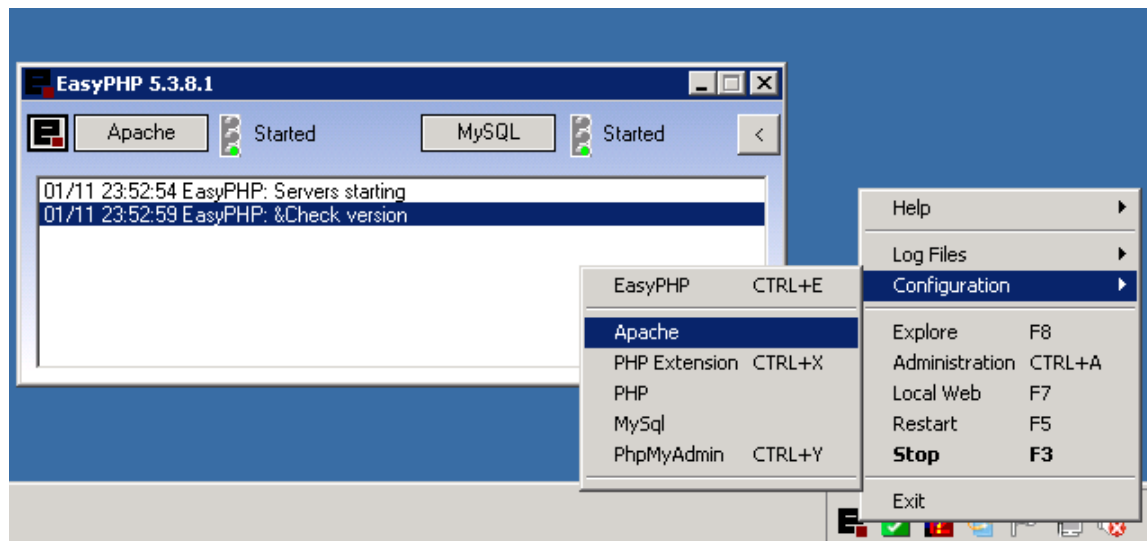 EasyPHP 5.3.8.1
Apache Started MySQL Started <
01/11 23:52:54 EasyPHP: Servers starting
01/11 23:52:59 EasyPHP: &Check version
Help
Log Files
Configuration
Explore F8
Administration CTRL+A
Local Web F7
Restart F5
Stop F3
Exit
EasyPHP CTRL+E
Apache
PHP Extension CTRL+X
PHP
MySql
PhpMyAdmin CTRL+Y